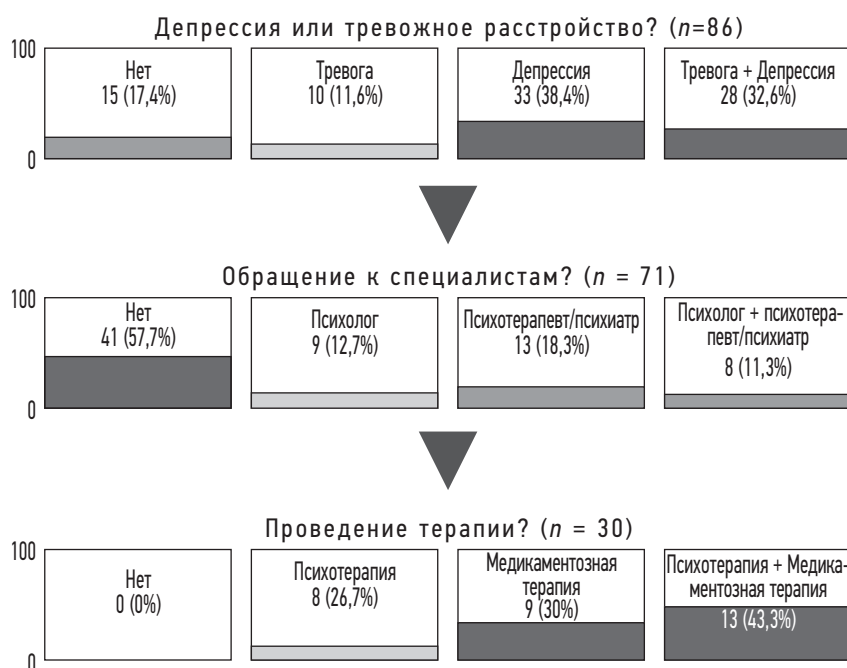 Депрессия или тревожное расстройство? (n=86)
100
0
Нет
15 (17,4%)
Тревога
10 (11,6%)
Депрессия
33 (38,4%)
Тревога + Депрессия
28 (32,6%)
Обращение к специалистам? (n = 71)
100
0
Нет
41 (57,7%)
Психолог
9 (12,7%)
Психотерапевт/психиатр
13 (18,3%)
Психолог + психотера-
певт/психиатр
8 (11,3%)
Проведение терапии? (n = 30)
100
0
Нет
0 (0%)
Психотерапия
8 (26,7%)
Медикаментозная
терапия
9 (30%)
Психотерапия + Медика-
ментозная терапия
13 (43,3%)